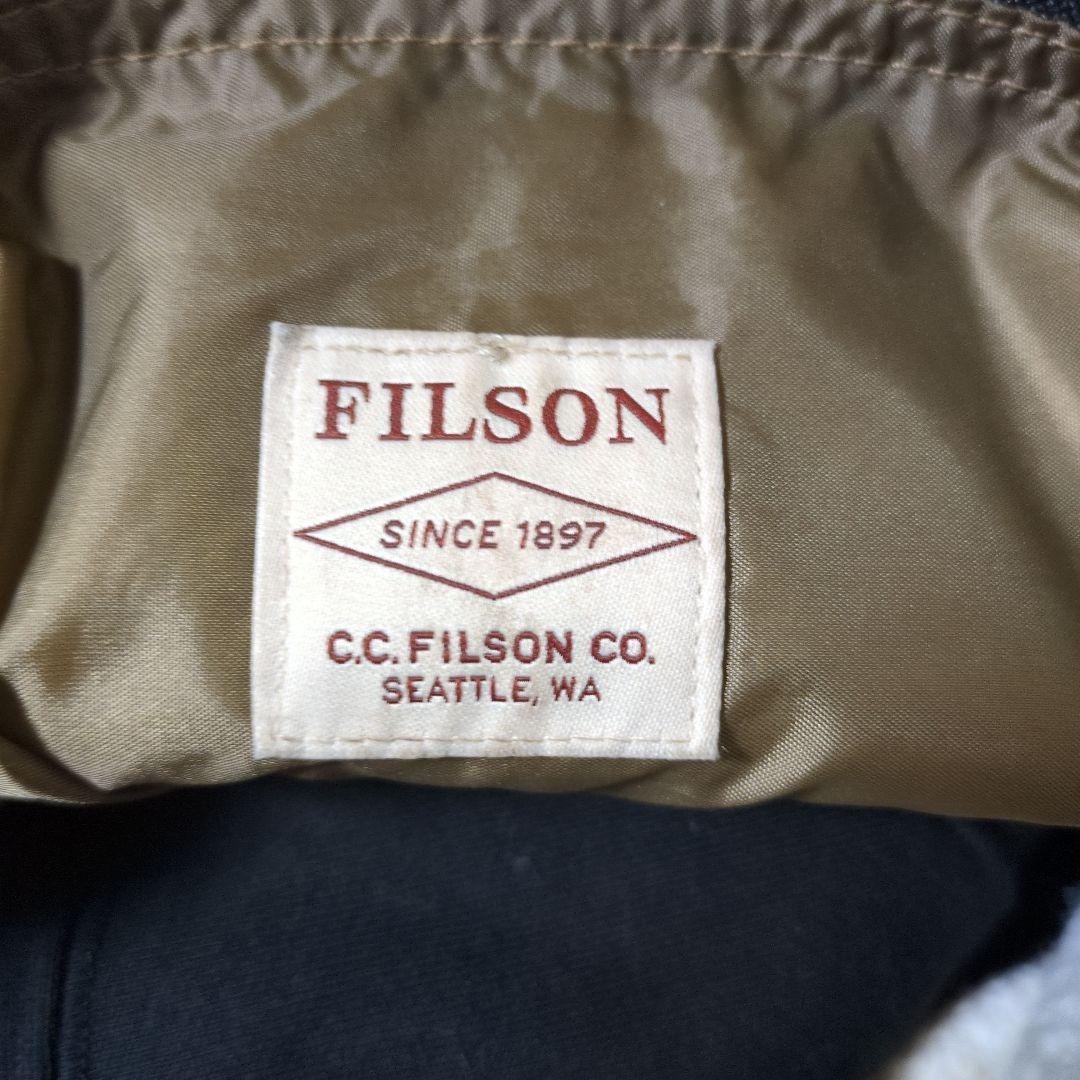 FILSON
SINCE 1897
C.C. FILSON CO.
SEATTLE, WA